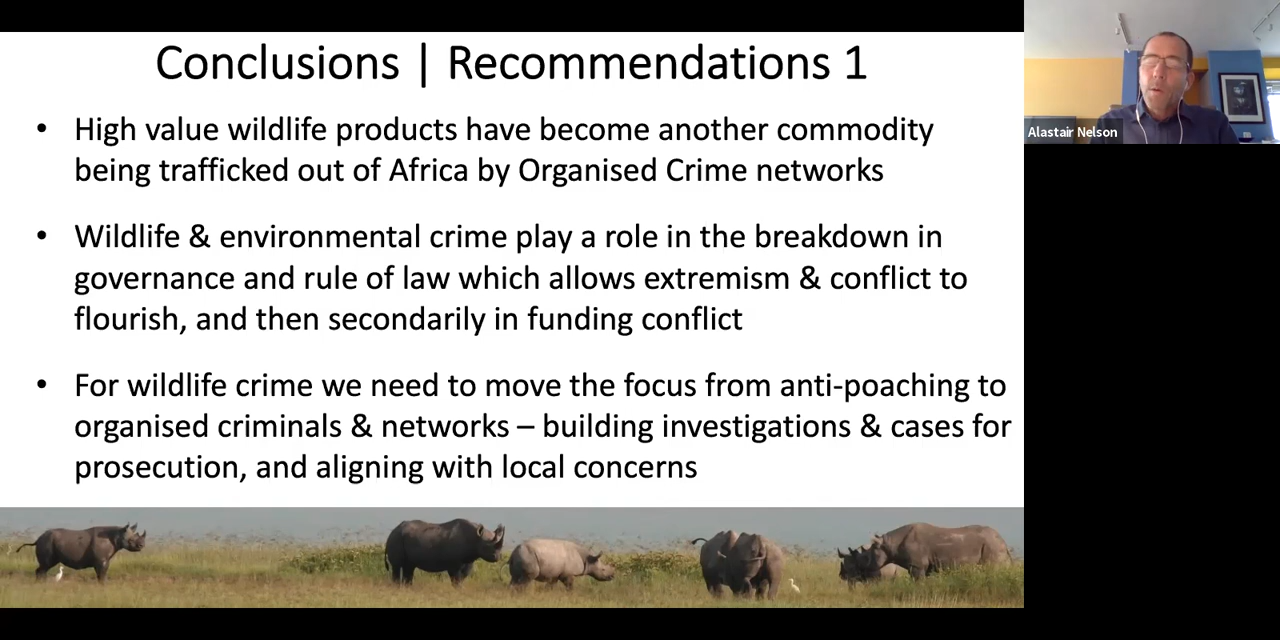 Conclusions | Recommendations 1
• High value wildlife products have become another commodity
being trafficked out of Africa by Organised Crime networks
• Wildlife & environmental crime play a role in the breakdown in
governance and rule of law which allows extremism & conflict to
flourish, and then secondarily in funding conflict
• For wildlife crime we need to move the focus from anti-poaching to
organised criminals & networks – building investigations & cases for
prosecution, and aligning with local concerns
Alastair Nelson